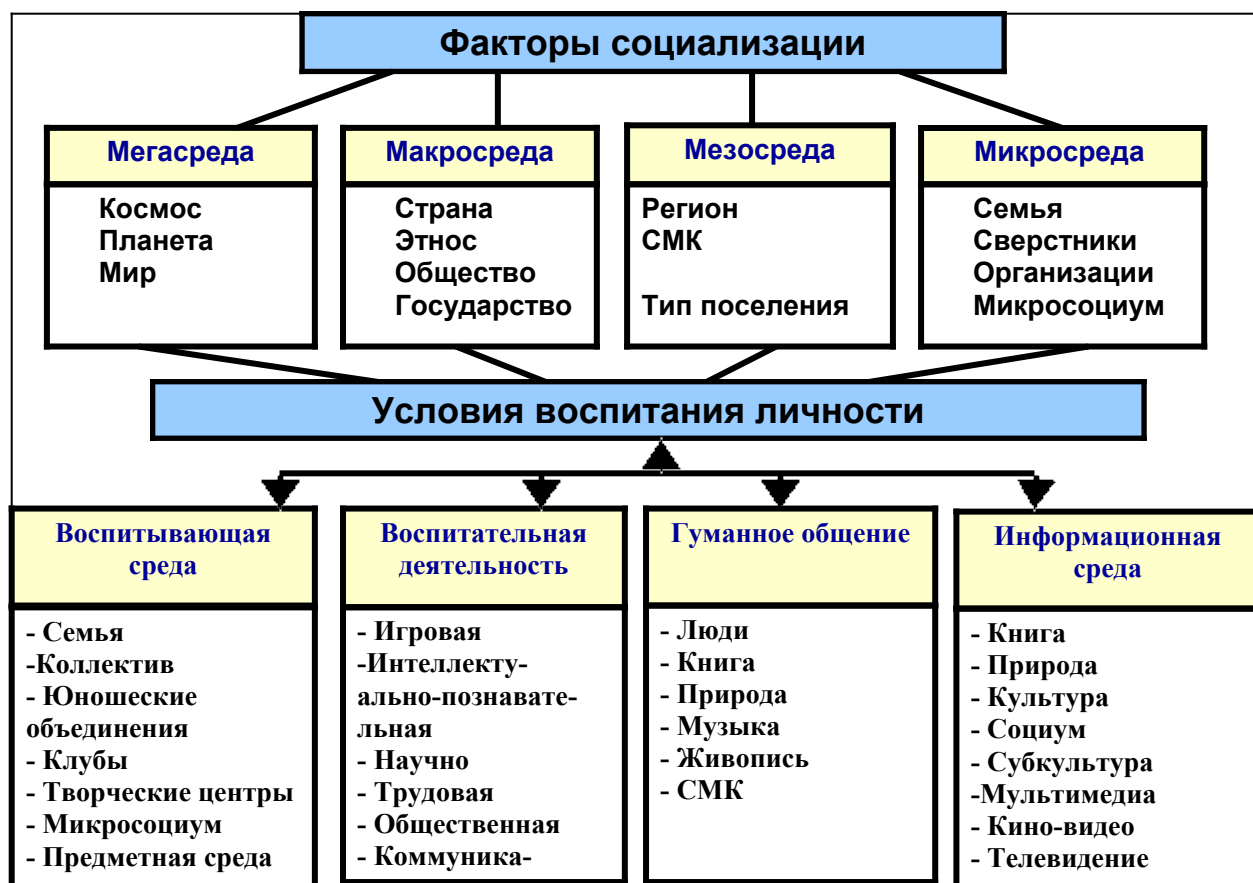 Факторы социализации
Мегасреда
Космос
Планета
Мир
Макросреда
Страна
Этнос
Общество
Государство
Мезосреда
Регион
СМК
Тип поселения
Микросреда
Семья
Сверстники
Организации
Микросоциум
Условия воспитания личности
Воспитывающая
среда
- Семья
-Коллектив
- Юношеские
объединения
- Клубы
- Творческие центры
- Микросоциум
- Предметная среда
Воспитательная
деятельность
- Игровая
-Интеллекту-
ально-познавате-
льная
- Научно
- Трудовая
- Общественная
- Коммуника-
Гуманное общение
- Люди
- Книга
- Природа
- Музыка
- Живопись
- СМК
Информационная
среда
- Книга
- Природа
- Культура
- Социум
- Субкультура
-Мультимедиа
- Кино-видео
- Телевидение